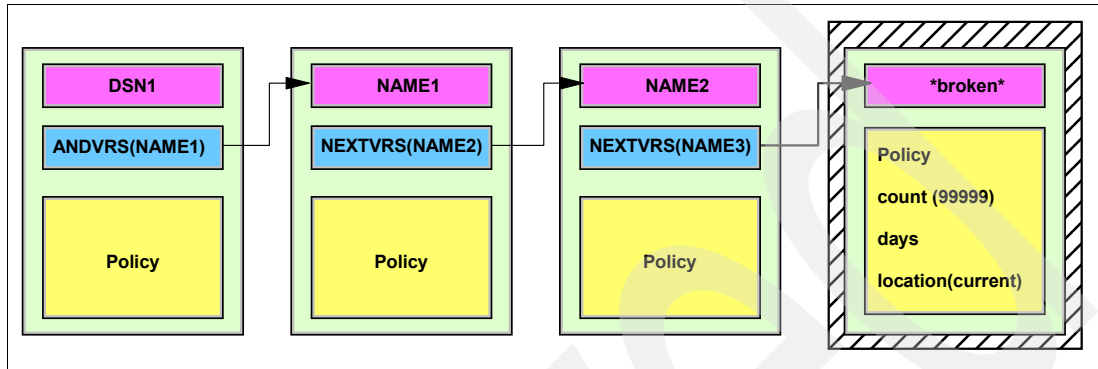 DSN1
ANDVRS(NAME1)
Policy
NAME1
NEXTVRS(NAME2)
Policy
NAME2
NEXTVRS(NAME3)
Policy
*broken*
Policy
count (99999)
days
location(current)